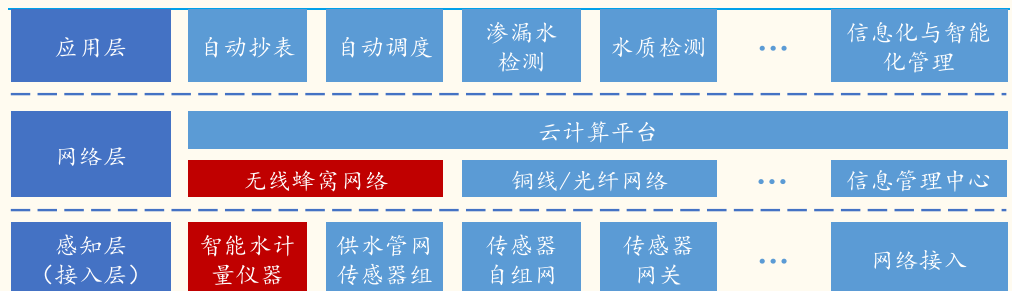 应用层
自动抄表
自动调度
渗漏水
检测
水质检测
...
信息化与智能
化管理
网络层
云计算平台
无线蜂窝网络
铜线/光纤网络
...
信息管理中心
感知层
（接入层）
智能水计
量仪器
供水管网
传感器组
传感器
自组网
传感器
网关
...
网络接入